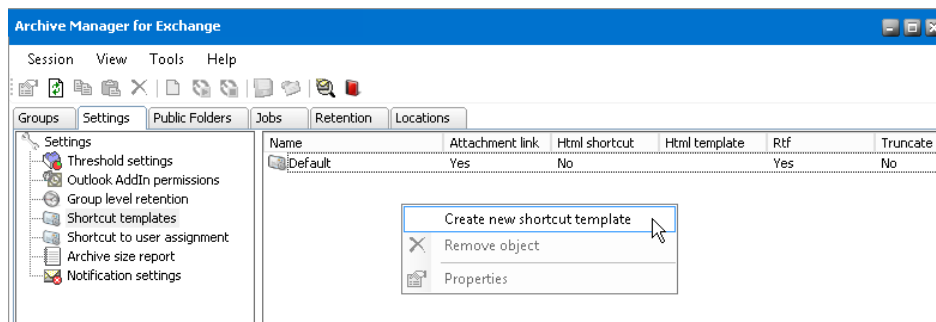 Archive Manager for Exchange
Session View Tools Help
Groups Settings Public Folders Jobs Retention Locations
Settings
Threshold settings
Outlook AddIn permissions
Group level retention
Shortcut templates
Shortcut to user assignment
Archive size report
Notification settings
Name Attachment link Html shortcut Html template Rtf Truncate
Default Yes No Yes No
Create new shortcut template
Remove object
Properties